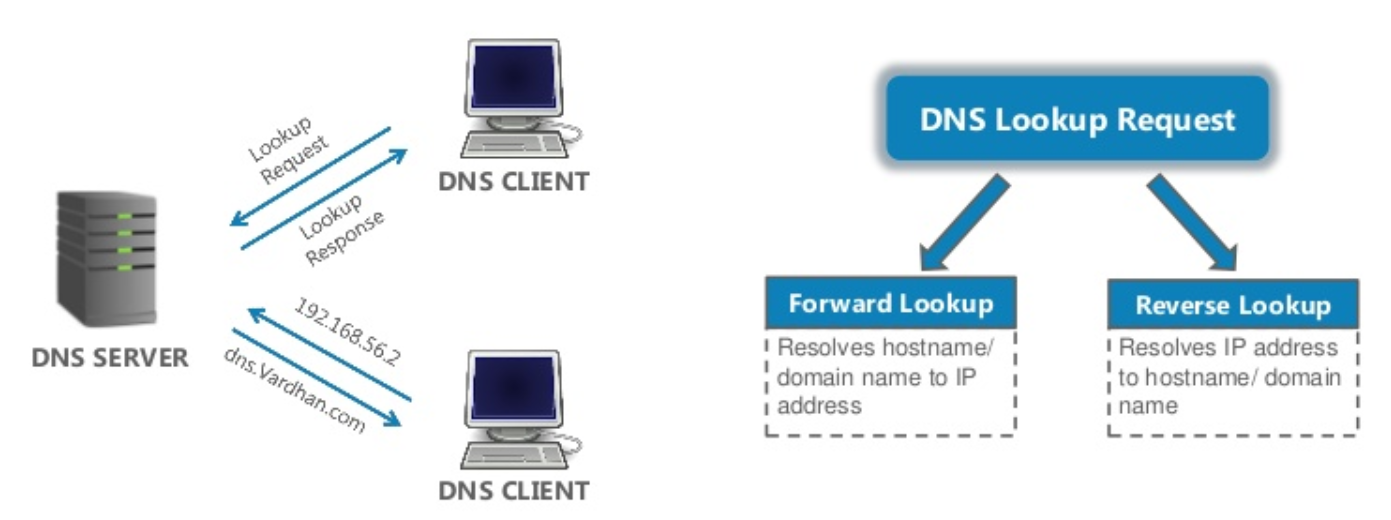 Lookup
Request
Lookup
Response
DNS CLIENT
DNS SERVER
192.168.56.2
dns.Vardhan.com
DNS CLIENT
DNS Lookup Request
Forward Lookup
Resolves hostname/
domain name to IP
address
Reverse Lookup
Resolves IP address
to hostname/ domain
name